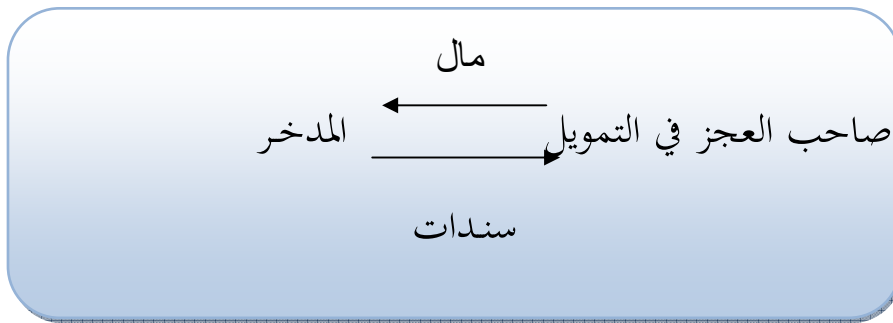 مال
صاحب العجز في التمويل المدخر
سندات